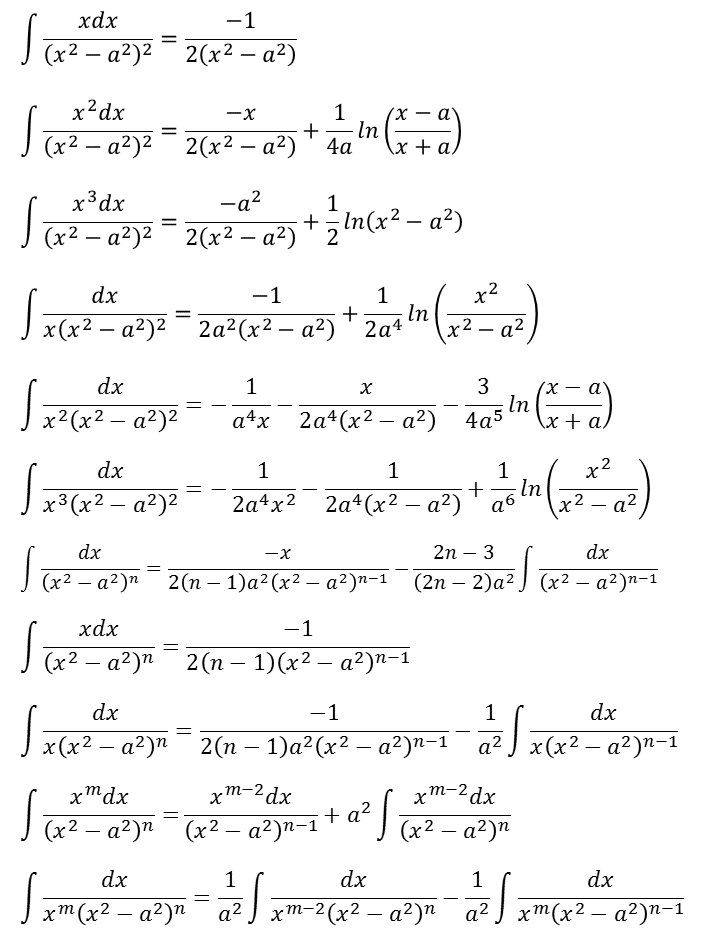 ∫ xdx/(x² − a²)² = −1/2(x² − a²)
∫ x²dx/(x² − a²)² = −x/2(x² − a²) + 1/4a ln((x − a)/(x + a))
∫ x³dx/(x² − a²)² = −a²/2(x² − a²) + 1/2 ln(x² − a²)
∫ dx/x(x² − a²)² = −1/2a²(x² − a²) + 1/2a⁴ ln(x²/(x² − a²))
∫ dx/x²(x² − a²)² = − 1/a⁴x − x/2a⁴(x² − a²) − 3/4a⁵ ln((x − a)/(x + a))
∫ dx/x³(x² − a²)² = − 1/2a⁴x² − 1/2a⁴(x² − a²) + 1/a⁶ ln(x²/(x² − a²))
∫ dx/(x² − a²)ⁿ = −x/2(n − 1)a²(x² − a²)ⁿ⁻¹ − (2n − 3)/(2n − 2)a² ∫ dx/(x² − a²)ⁿ⁻¹
∫ xdx/(x² − a²)ⁿ = −1/2(n − 1)(x² − a²)ⁿ⁻¹
∫ dx/x(x² − a²)ⁿ = −1/2(n − 1)a²(x² − a²)ⁿ⁻¹ − 1/a² ∫ dx/x(x² − a²)ⁿ⁻¹
∫ xᵐdx/(x² − a²)ⁿ = xᵐ⁻²dx/(x² − a²)ⁿ⁻¹ + a² ∫ xᵐ⁻²dx/(x² − a²)ⁿ
∫ dx/xᵐ(x² − a²)ⁿ = 1/a² ∫ dx/xᵐ⁻²(x² − a²)ⁿ − 1/a² ∫ dx/xᵐ(x² − a²)ⁿ⁻¹